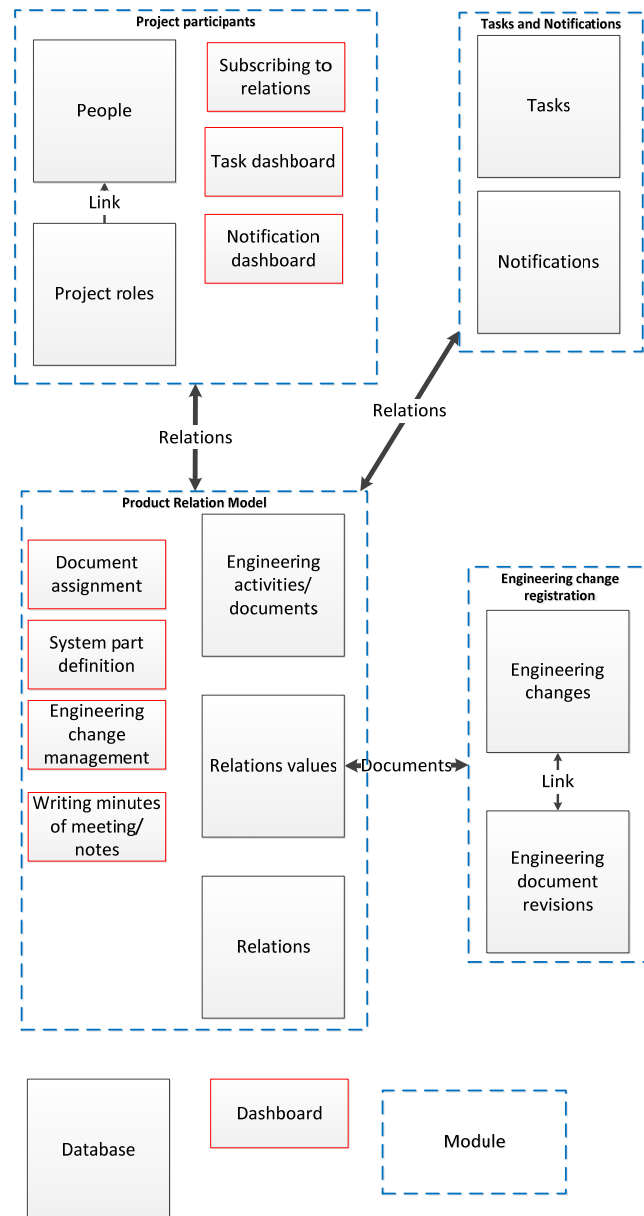 Project participants
People
Link
Project roles
Subscribing to
relations
Task dashboard
Notification
dashboard
Tasks and Notifications
Tasks
Notifications
Relations
Relations
Product Relation Model
Document
assignment
System part
definition
Engineering
change
management
Writing minutes
of meeting/
notes
Engineering
activities/
documents
Relations values
Relations
Documents
Engineering change
registration
Engineering
changes
Link
Engineering
document
revisions
Database
Dashboard
Module